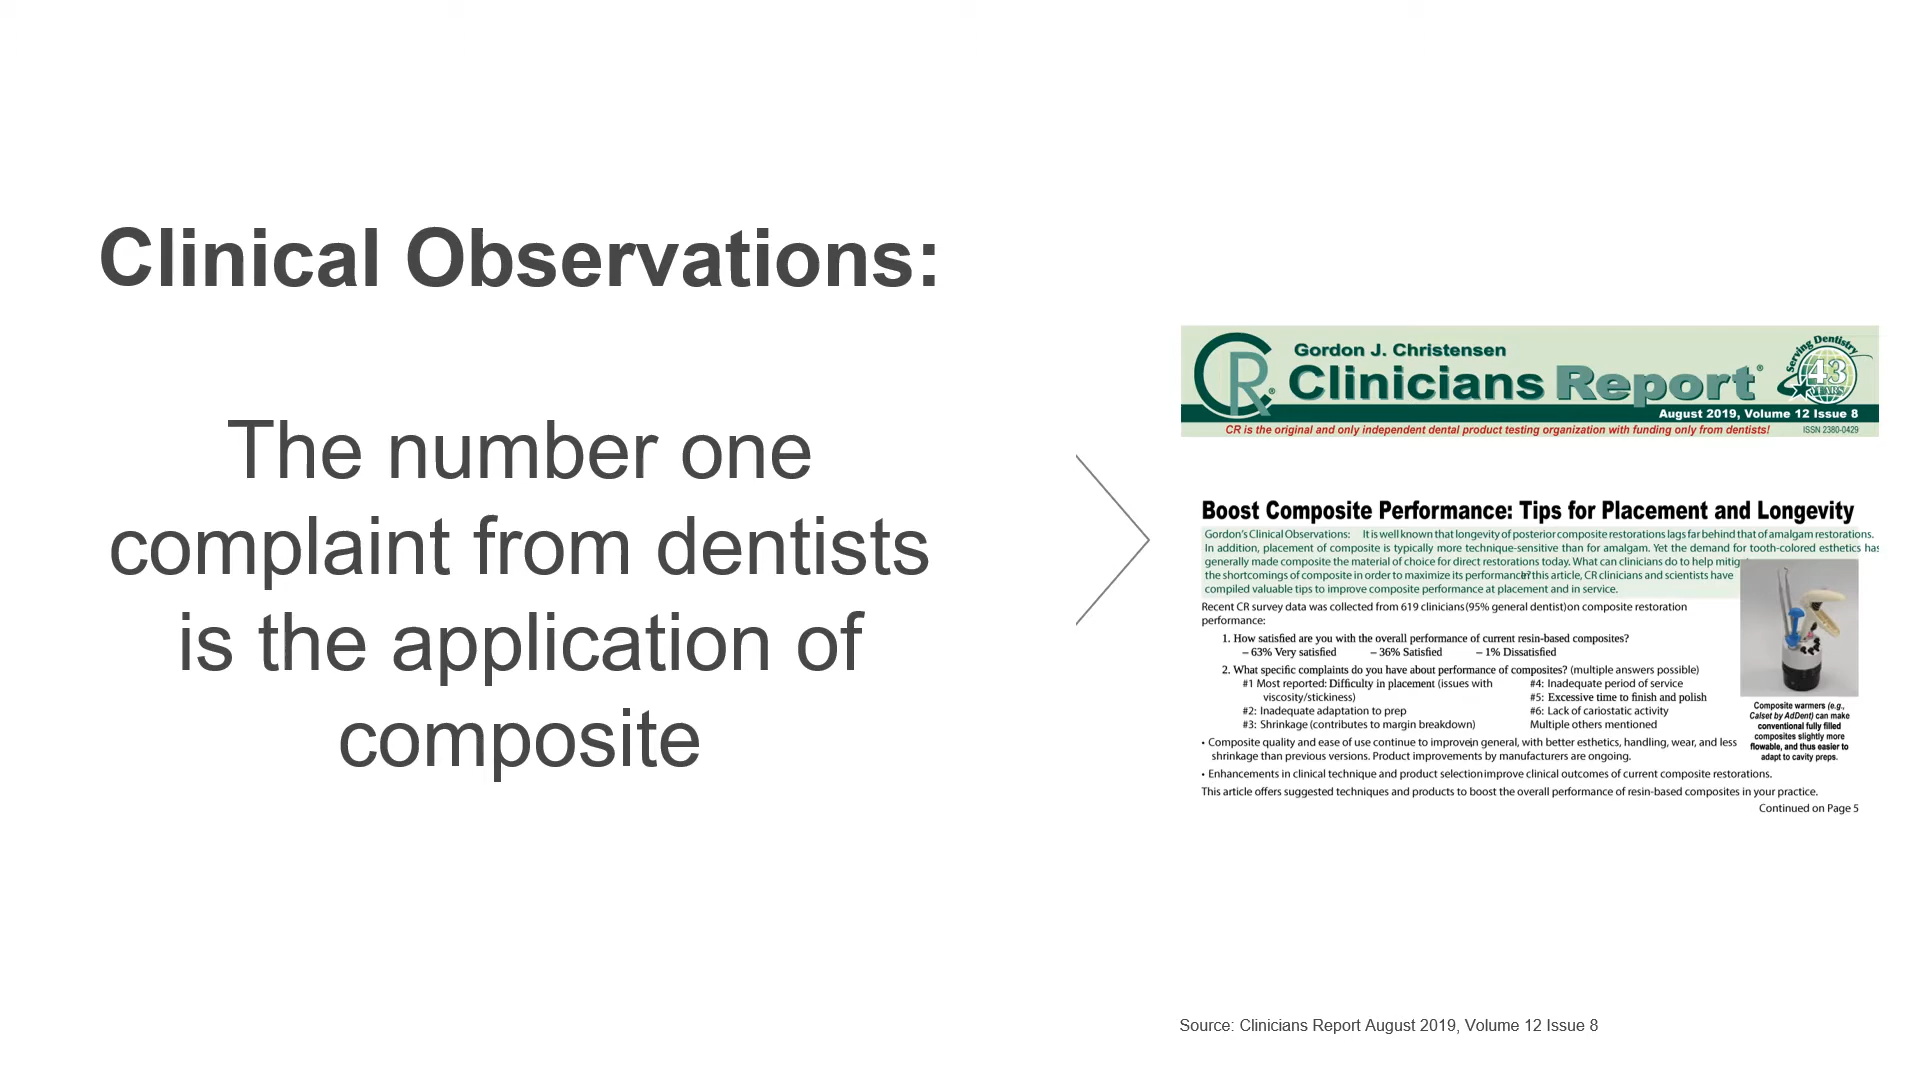 Clinical Observations:
The number one
complaint from dentists
is the application of
composite
CR®
Gordon J. Christensen
Clinicians Report®
Serving Dentistry
43
YEARS
August 2019, Volume 12 Issue 8
CR is the original and only independent dental product testing organization with funding only from dentists!
ISSN 2380-0429
Boost Composite Performance: Tips for Placement and Longevity
Gordon's Clinical Observations: It is well known that longevity of posterior composite restorations lags far behind that of amalgam restorations.
In addition, placement of composite is typically more technique-sensitive than for amalgam. Yet the demand for tooth-colored esthetics has
generally made composite the material of choice for direct restorations today. What can clinicians do to help mitig
the shortcomings of composite in order to maximize its performance? In this article, CR clinicians and scientists have
compiled valuable tips to improve composite performance at placement and in service.
Recent CR survey data was collected from 619 clinicians (95% general dentist) on composite restoration
performance:
1. How satisfied are you with the overall performance of current resin-based composites?
– 63% Very satisfied – 36% Satisfied – 1% Dissatisfied
2. What specific complaints do you have about performance of composites? (multiple answers possible)
#1 Most reported: Difficulty in placement (issues with
viscosity/stickiness)
#2: Inadequate adaptation to prep
#3: Shrinkage (contributes to margin breakdown)
#4: Inadequate period of service
#5: Excessive time to finish and polish
#6: Lack of cariostatic activity
Multiple others mentioned
• Composite quality and ease of use continue to improve in general, with better esthetics, handling, wear, and less
shrinkage than previous versions. Product improvements by manufacturers are ongoing.
• Enhancements in clinical technique and product selection improve clinical outcomes of current composite restorations.
This article offers suggested techniques and products to boost the overall performance of resin-based composites in your practice.
Continued on Page 5
Composite warmers (e.g.,
Calset by AdDent) can make
conventional fully filled
composites slightly more
flowable, and thus easier to
adapt to cavity preps.
Source: Clinicians Report August 2019, Volume 12 Issue 8